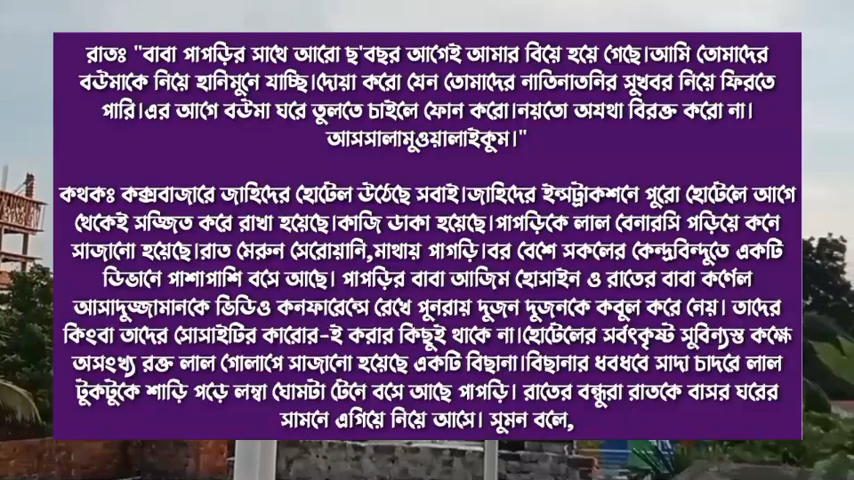 রাতঃ "বাবা পাপড়ির সাথে আরো ছ'বছর আগেই আমার বিয়ে হয়ে গেছে।আমি তোমাদের
বউমাকে নিয়ে হানিমুনে যাচ্ছি।দোয়া করো যেন তোমাদের নাতিনাতনির সুখবর নিয়ে ফিরতে
পারি।এর আগে বউমা ঘরে তুলতে চাইলে ফোন করো।নয়তো অযথা বিরক্ত করো না।
আসসালামুওয়ালাইকুম।"
কথকঃ কক্সবাজারে জাহিদের হোটেল উঠেছে সবাই।জাহিদের ইন্সট্রাকশনে পুরো হোটেলে আগে
থেকেই সজ্জিত করে রাখা হয়েছে।কাজি ডাকা হয়েছে।পাপড়িকে লাল বেনারসি পড়িয়ে কনে
সাজানো হয়েছে।রাত মেরুন সেরোয়ানি,মাথায় পাগড়ি।বর বেশে সকলের কেন্দ্রবিন্দুতে একটি
ডিভানে পাশাপাশি বসে আছে। পাপড়ির বাবা আজিম হোসাইন ও রাতের বাবা কর্ণেল
আসাদুজ্জামানকে ভিডিও কনফারেন্সে রেখে পুনরায় দুজন দুজনকে কবুল করে নেয়। তাদের
কিংবা তাদের সোসাইটির কারোর-ই করার কিছুই থাকে না।হোটেলের সর্বৎকৃষ্ট সুবিন্যস্ত কক্ষে
অসংখ্য রক্ত লাল গোলাপে সাজানো হয়েছে একটি বিছানা।বিছানার ধবধবে সাদা চাদরে লাল
টুকটুকে শাড়ি পড়ে লম্বা ঘোমটা টেনে বসে আছে পাপড়ি। রাতের বন্ধুরা রাতকে বাসর ঘরের
সামনে এগিয়ে নিয়ে আসে। সুমন বলে,